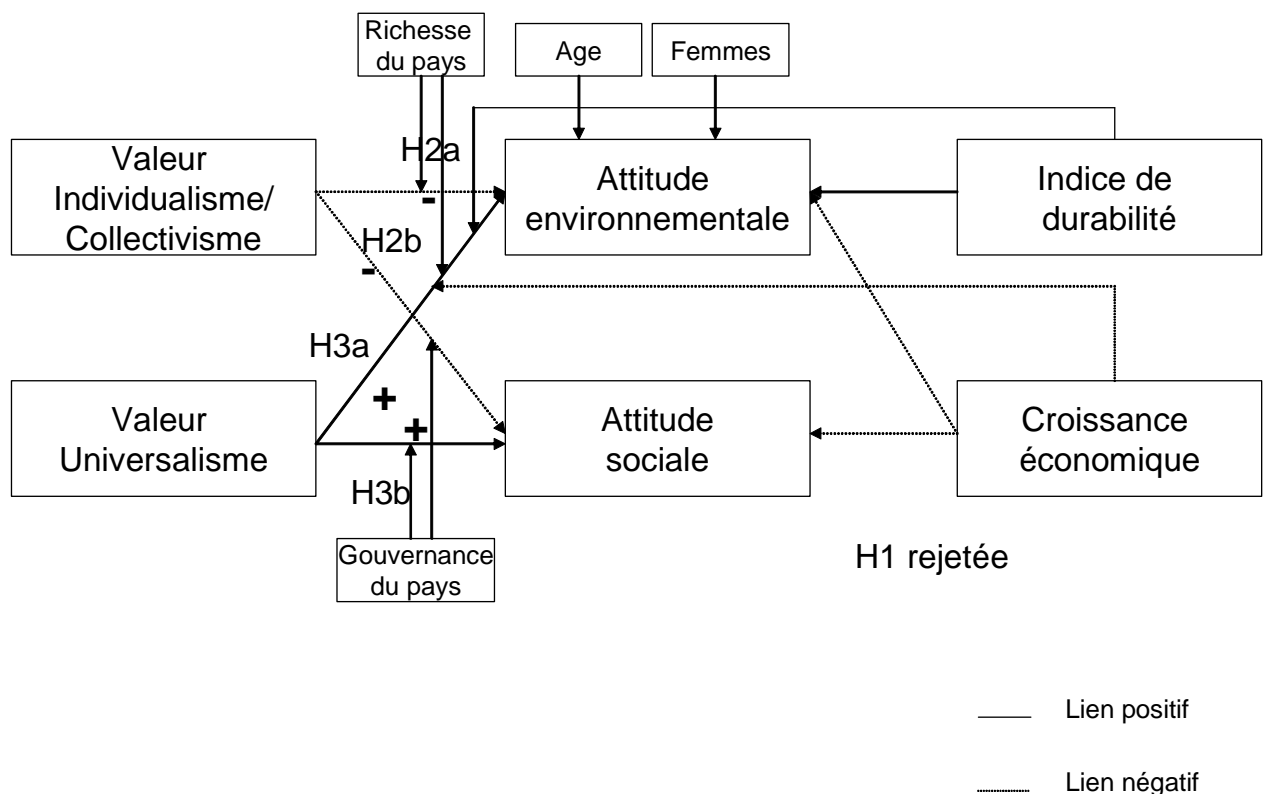 Richesse
du pays
Age
Femmes
H2a
Valeur
Individualisme/
Collectivisme
-
Attitude
environnementale
Indice de
durabilité
H2b
-
H3a
+
+
Valeur
Universalisme
Attitude
sociale
Croissance
économique
H3b
Gouvernance
du pays
H1 rejetée
Lien positif
Lien négatif